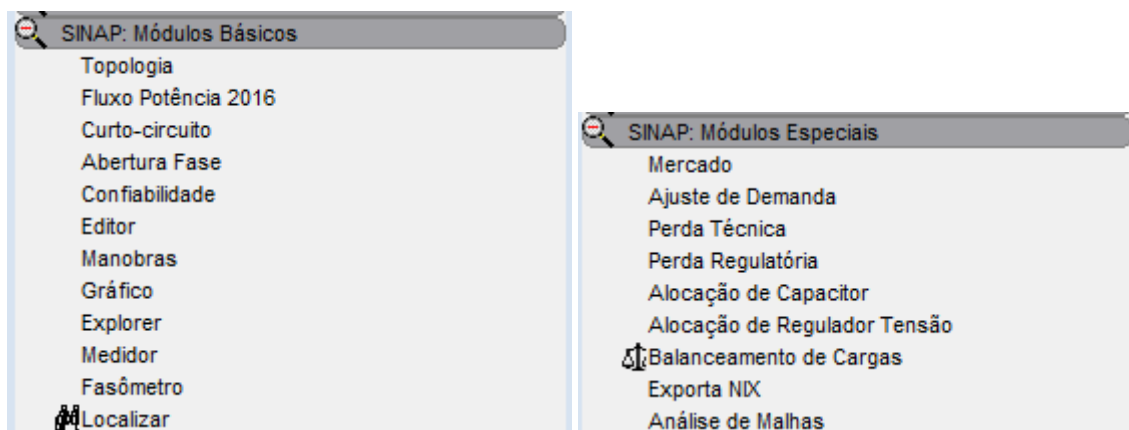 SINAP: Módulos Básicos
Topologia
Fluxo Potência 2016
Curto-circuito
Abertura Fase
Confiabilidade
Editor
Manobras
Gráfico
Explorer
Medidor
Fasômetro
Localizar
SINAP: Módulos Especiais
Mercado
Ajuste de Demanda
Perda Técnica
Perda Regulatória
Alocação de Capacitor
Alocação de Regulador Tensão
Balanceamento de Cargas
Exporta NIX
Análise de Malhas